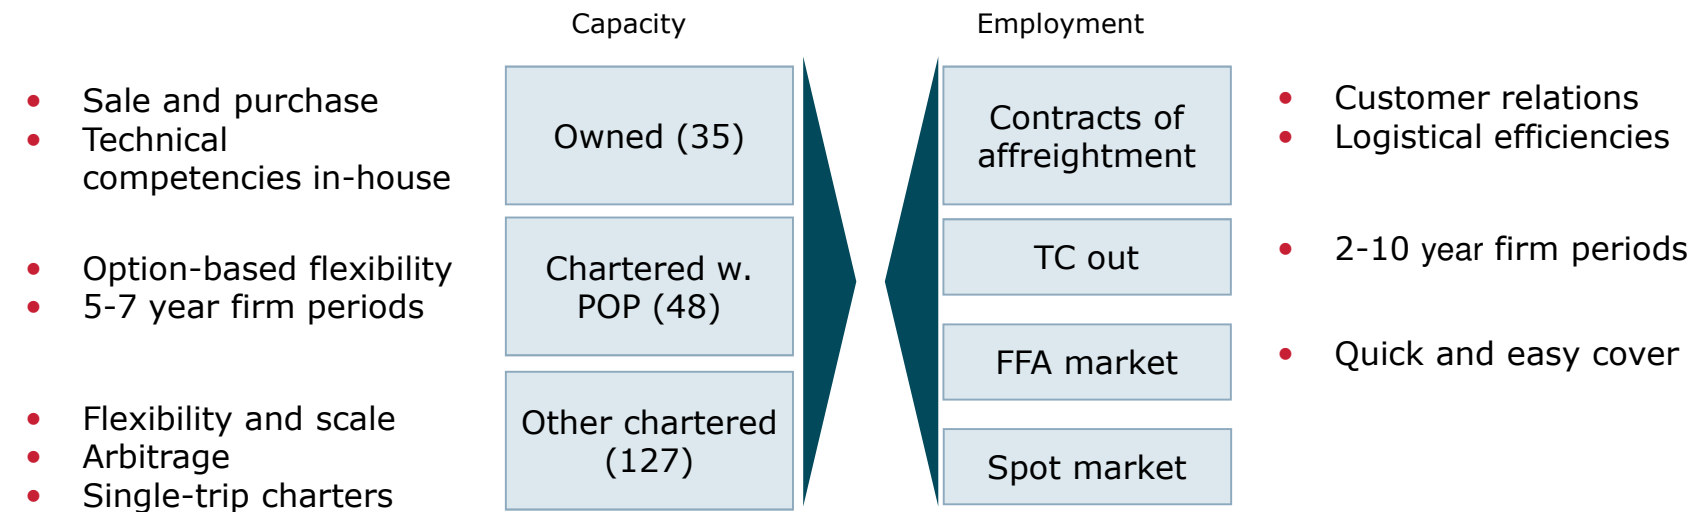 Capacity
Employment
• Sale and purchase
• Technical
competencies in-house
Owned (35)
Contracts of
affreightment
• Customer relations
• Logistical efficiencies
• Option-based flexibility
• 5-7 year firm periods
Chartered w.
POP (48)
TC out
• 2-10 year firm periods
FFA market
• Quick and easy cover
• Flexibility and scale
• Arbitrage
• Single-trip charters
Other chartered
(127)
Spot market